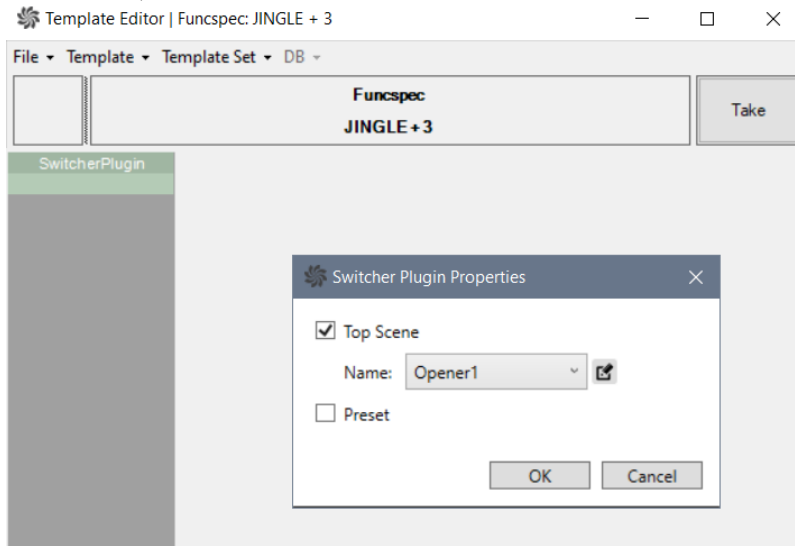 Template Editor | Funcspec: JINGLE + 3
File Template Template Set DB
Funcspec
JINGLE + 3
Take
SwitcherPlugin
Switcher Plugin Properties
Top Scene
Name: Opener1
Preset
OK Cancel